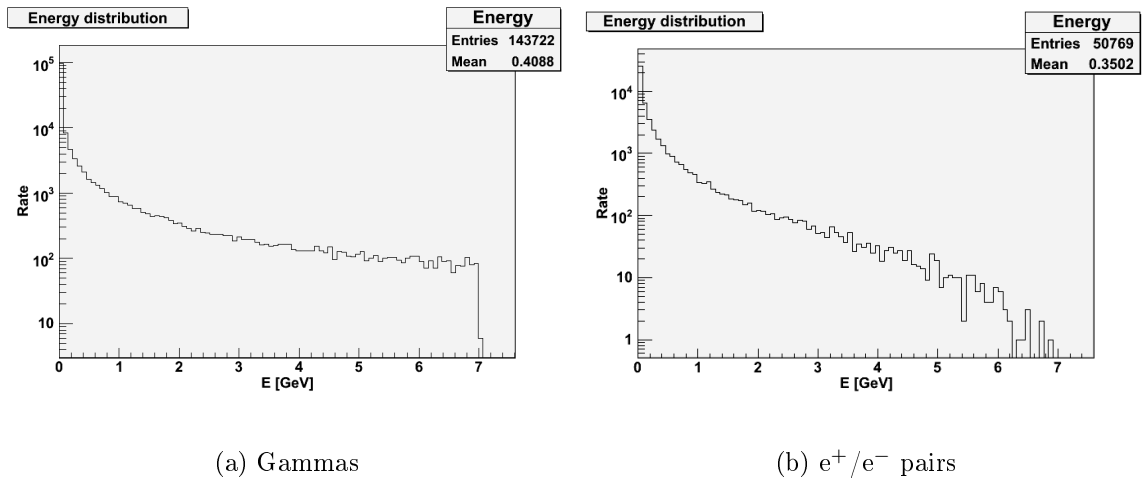 Energy distribution
Energy
Entries 143722
Mean 0.4088
10⁵
10⁴
10³
10²
10
Rate
0 1 2 3 4 5 6 7
E [GeV]
(a) Gammas
Energy distribution
Energy
Entries 50769
Mean 0.3502
10⁴
10³
10²
10
1
Rate
0 1 2 3 4 5 6 7
E [GeV]
(b) e⁺/e⁻ pairs